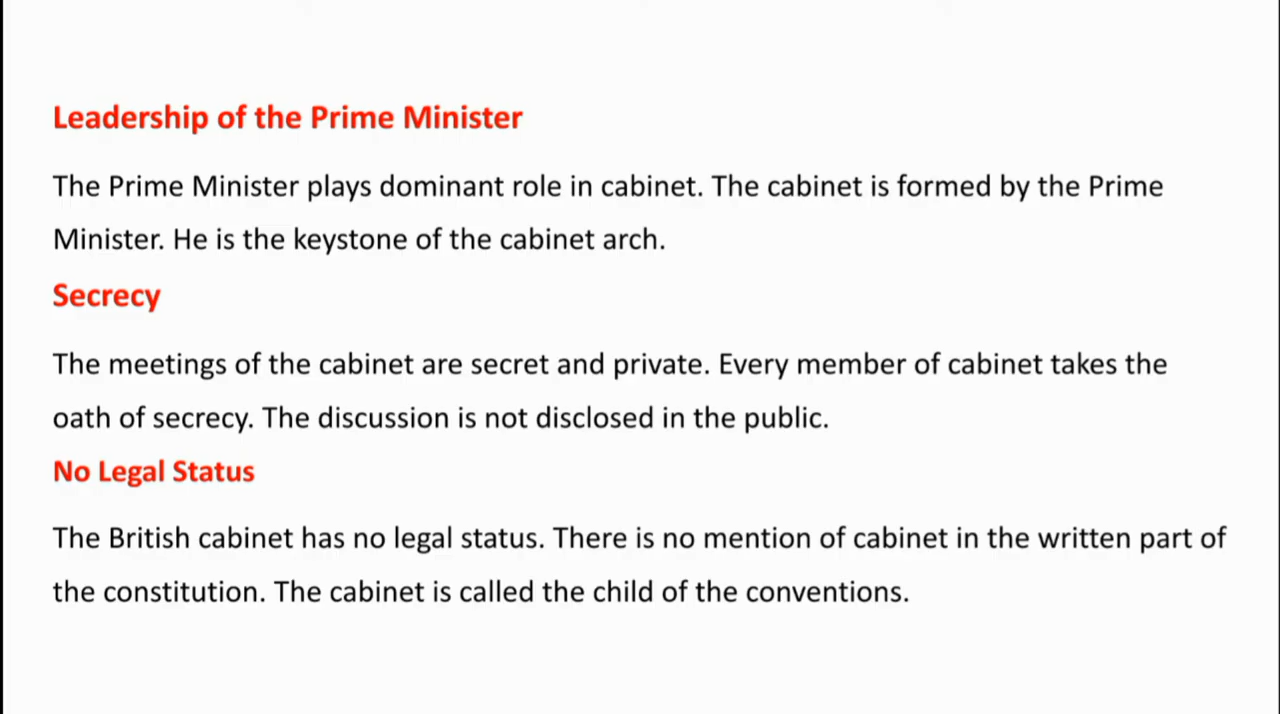 Leadership of the Prime Minister
The Prime Minister plays dominant role in cabinet. The cabinet is formed by the Prime
Minister. He is the keystone of the cabinet arch.
Secrecy
The meetings of the cabinet are secret and private. Every member of cabinet takes the
oath of secrecy. The discussion is not disclosed in the public.
No Legal Status
The British cabinet has no legal status. There is no mention of cabinet in the written part of
the constitution. The cabinet is called the child of the conventions.